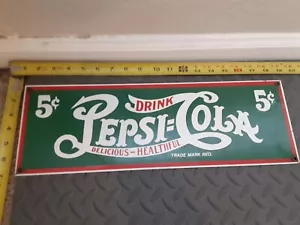 5¢ DRINK 5¢
PEPSI=COLA
DELICIOUS-HEALTHFUL
TRADE MARK REG.